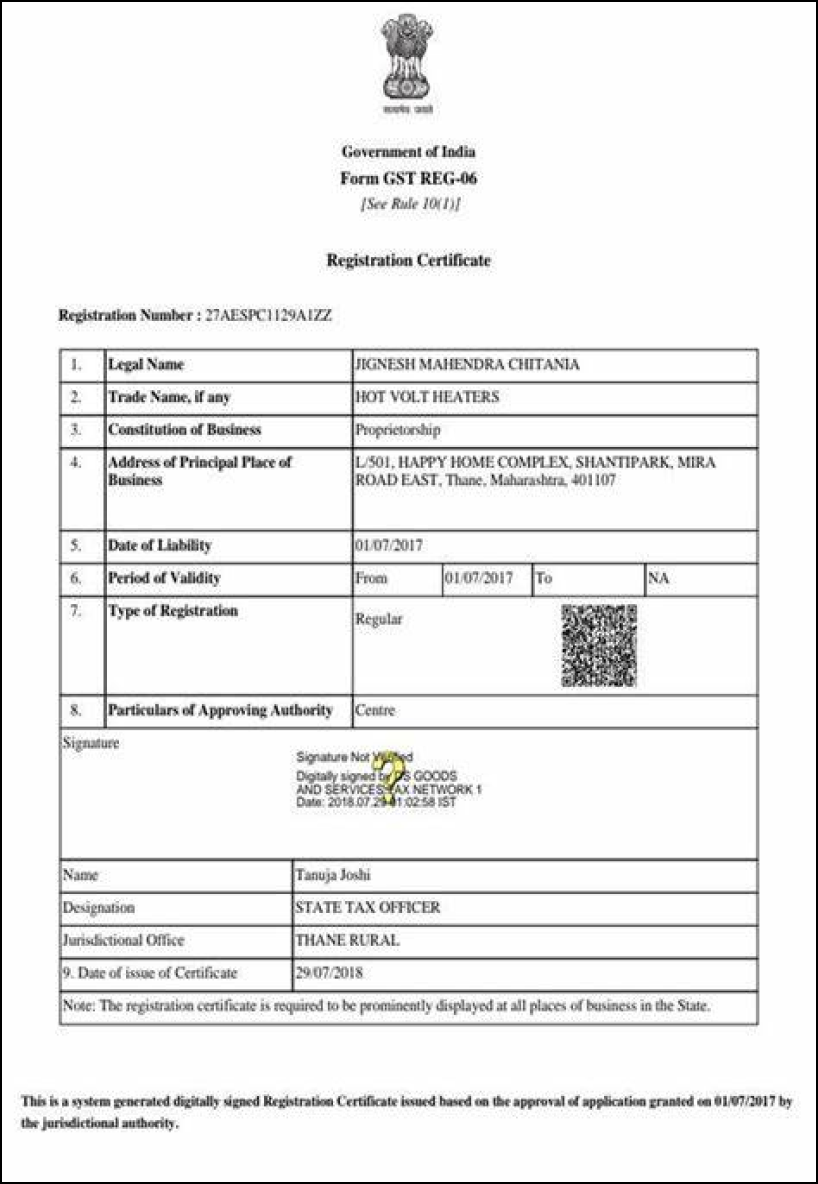 सत्यमेव जयते
Government of India
Form GST REG-06
[See Rule 10(1)]
Registration Certificate
Registration Number : 27AESPC1129A1ZZ
1. Legal Name JIGNESH MAHENDRA CHITANIA
2. Trade Name, if any HOT VOLT HEATERS
3. Constitution of Business Proprietorship
4. Address of Principal Place of Business L/501, HAPPY HOME COMPLEX, SHANTIPARK, MIRA
ROAD EAST, Thane, Maharashtra, 401107
5. Date of Liability 01/07/2017
6. Period of Validity From 01/07/2017 To NA
7. Type of Registration Regular
8. Particulars of Approving Authority Centre
Signature
Signature Not Verified
Digitally signed by DS GOODS
AND SERVICES TAX NETWORK 1
Date: 2018.07.29 01:02:58 IST
Name Tanuja Joshi
Designation STATE TAX OFFICER
Jurisdictional Office THANE RURAL
9. Date of issue of Certificate 29/07/2018
Note: The registration certificate is required to be prominently displayed at all places of business in the State.
This is a system generated digitally signed Registration Certificate issued based on the approval of application granted on 01/07/2017 by
the jurisdictional authority.